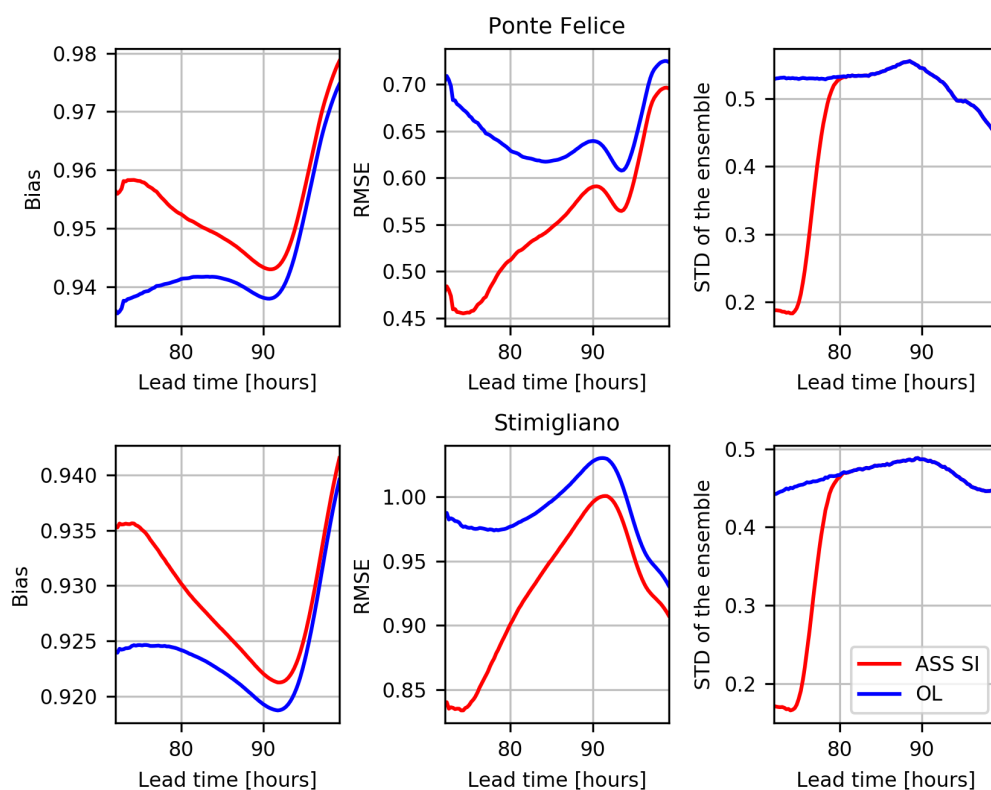 Ponte Felice
Bias
0.98
0.97
0.96
0.95
0.94
80 90
Lead time [hours]
RMSE
0.70
0.65
0.60
0.55
0.50
0.45
80 90
Lead time [hours]
STD of the ensemble
0.5
0.4
0.3
0.2
80 90
Lead time [hours]
Stimigliano
Bias
0.940
0.935
0.930
0.925
0.920
80 90
Lead time [hours]
RMSE
1.00
0.95
0.90
0.85
80 90
Lead time [hours]
STD of the ensemble
0.5
0.4
0.3
0.2
80 90
Lead time [hours]
ASS SI
OL